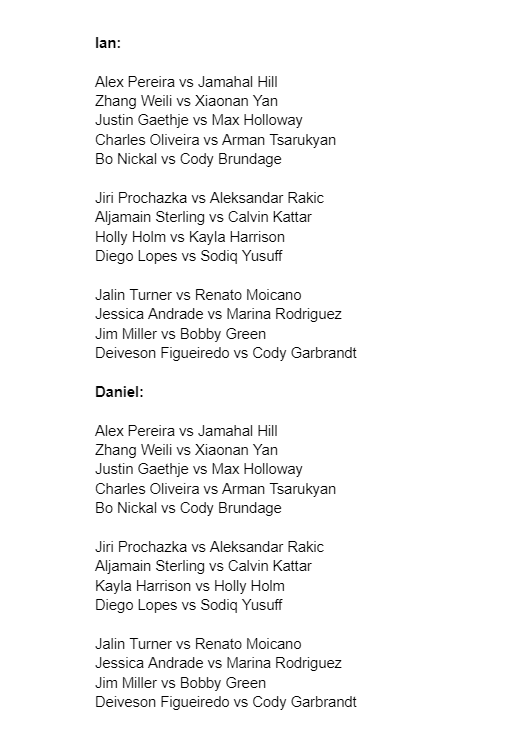 Ian:
Alex Pereira vs Jamahal Hill
Zhang Weili vs Xiaonan Yan
Justin Gaethje vs Max Holloway
Charles Oliveira vs Arman Tsarukyan
Bo Nickal vs Cody Brundage
Jiri Prochazka vs Aleksandar Rakic
Aljamain Sterling vs Calvin Kattar
Holly Holm vs Kayla Harrison
Diego Lopes vs Sodiq Yusuff
Jalin Turner vs Renato Moicano
Jessica Andrade vs Marina Rodriguez
Jim Miller vs Bobby Green
Deiveson Figueiredo vs Cody Garbrandt
Daniel:
Alex Pereira vs Jamahal Hill
Zhang Weili vs Xiaonan Yan
Justin Gaethje vs Max Holloway
Charles Oliveira vs Arman Tsarukyan
Bo Nickal vs Cody Brundage
Jiri Prochazka vs Aleksandar Rakic
Aljamain Sterling vs Calvin Kattar
Kayla Harrison vs Holly Holm
Diego Lopes vs Sodiq Yusuff
Jalin Turner vs Renato Moicano
Jessica Andrade vs Marina Rodriguez
Jim Miller vs Bobby Green
Deiveson Figueiredo vs Cody Garbrandt